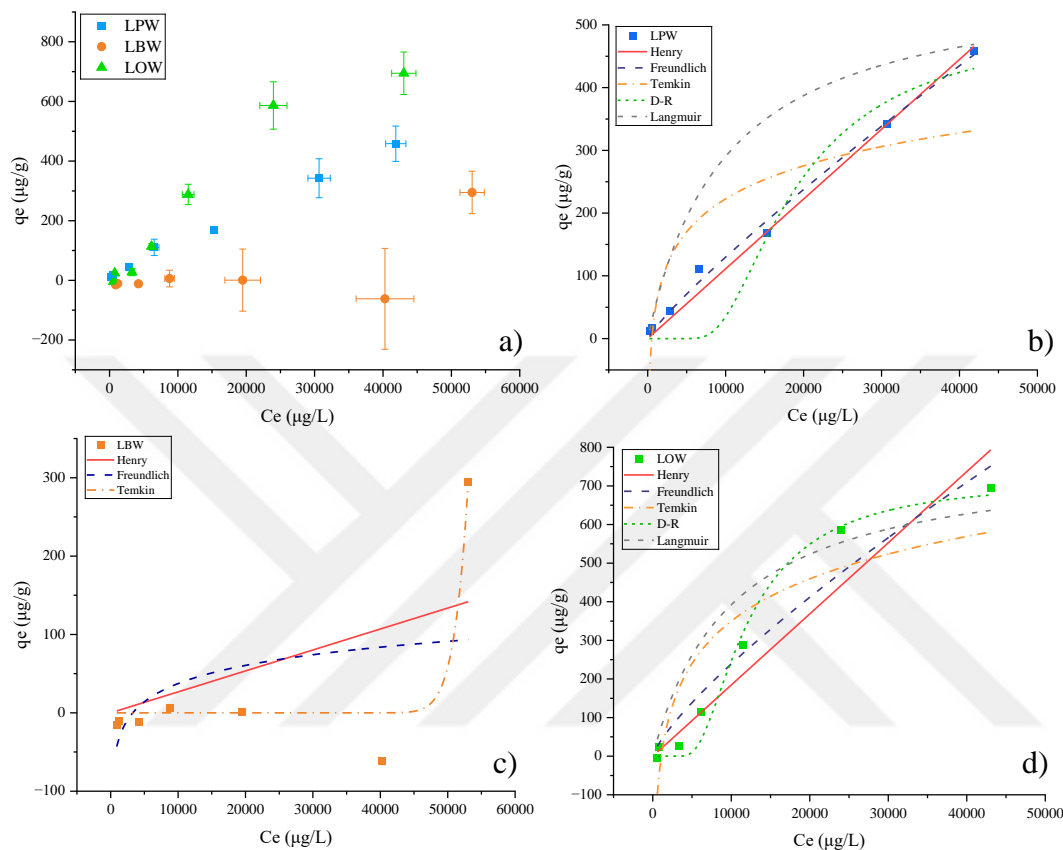 LPW
LBW
LOW
800
600
400
200
0
−200
qe (µg/g)
0 10000 20000 30000 40000 50000 60000
Ce (µg/L)
a)
LPW
Henry
Freundlich
Temkin
D-R
Langmuir
500
400
300
200
100
0
qe (µg/g)
0 10000 20000 30000 40000 50000
Ce (µg/L)
b)
LBW
Henry
Freundlich
Temkin
300
200
100
0
−100
qe (µg/g)
0 10000 20000 30000 40000 50000 60000
Ce (µg/L)
c)
LOW
Henry
Freundlich
Temkin
D-R
Langmuir
800
700
600
500
400
300
200
100
0
−100
qe (µg/g)
0 10000 20000 30000 40000 50000
Ce (µg/L)
d)